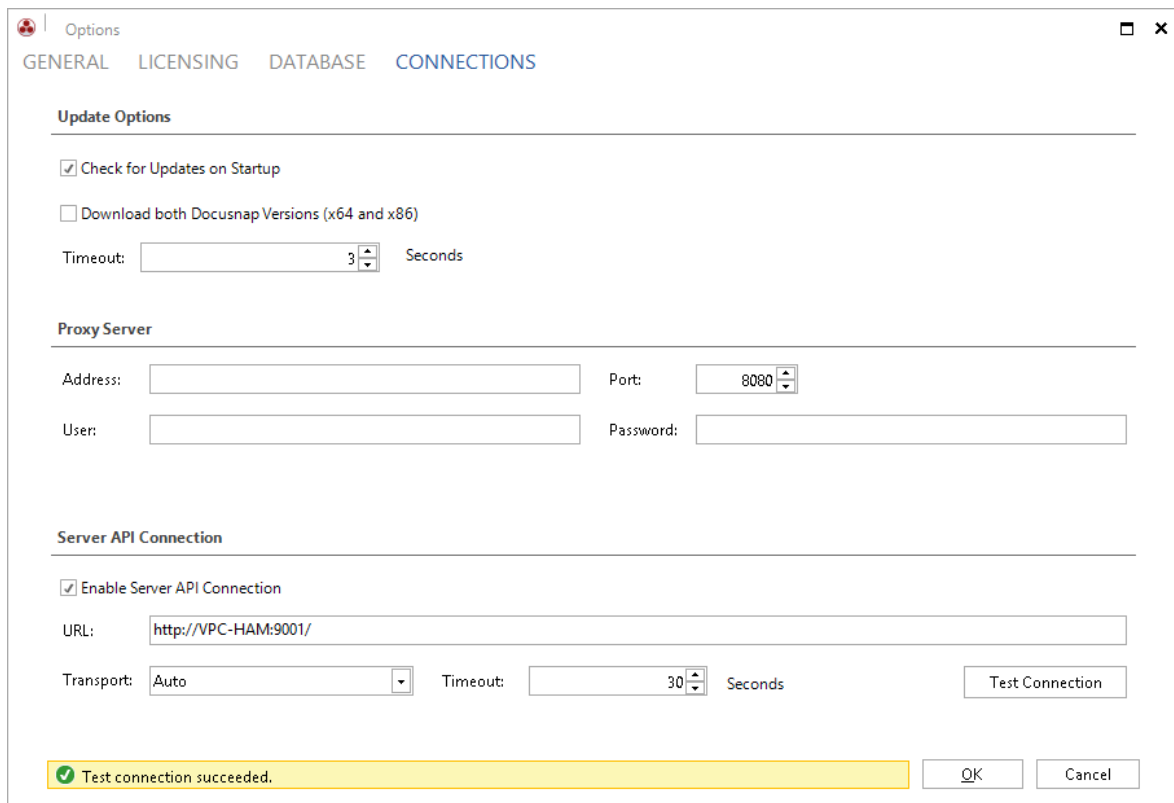 Options
GENERAL LICENSING DATABASE CONNECTIONS
Update Options
Check for Updates on Startup
Download both Docusnap Versions (x64 and x86)
Timeout: 3 Seconds
Proxy Server
Address: Port: 8080
User: Password:
Server API Connection
Enable Server API Connection
URL: http://VPC-HAM:9001/
Transport: Auto Timeout: 30 Seconds Test Connection
Test connection succeeded. OK Cancel